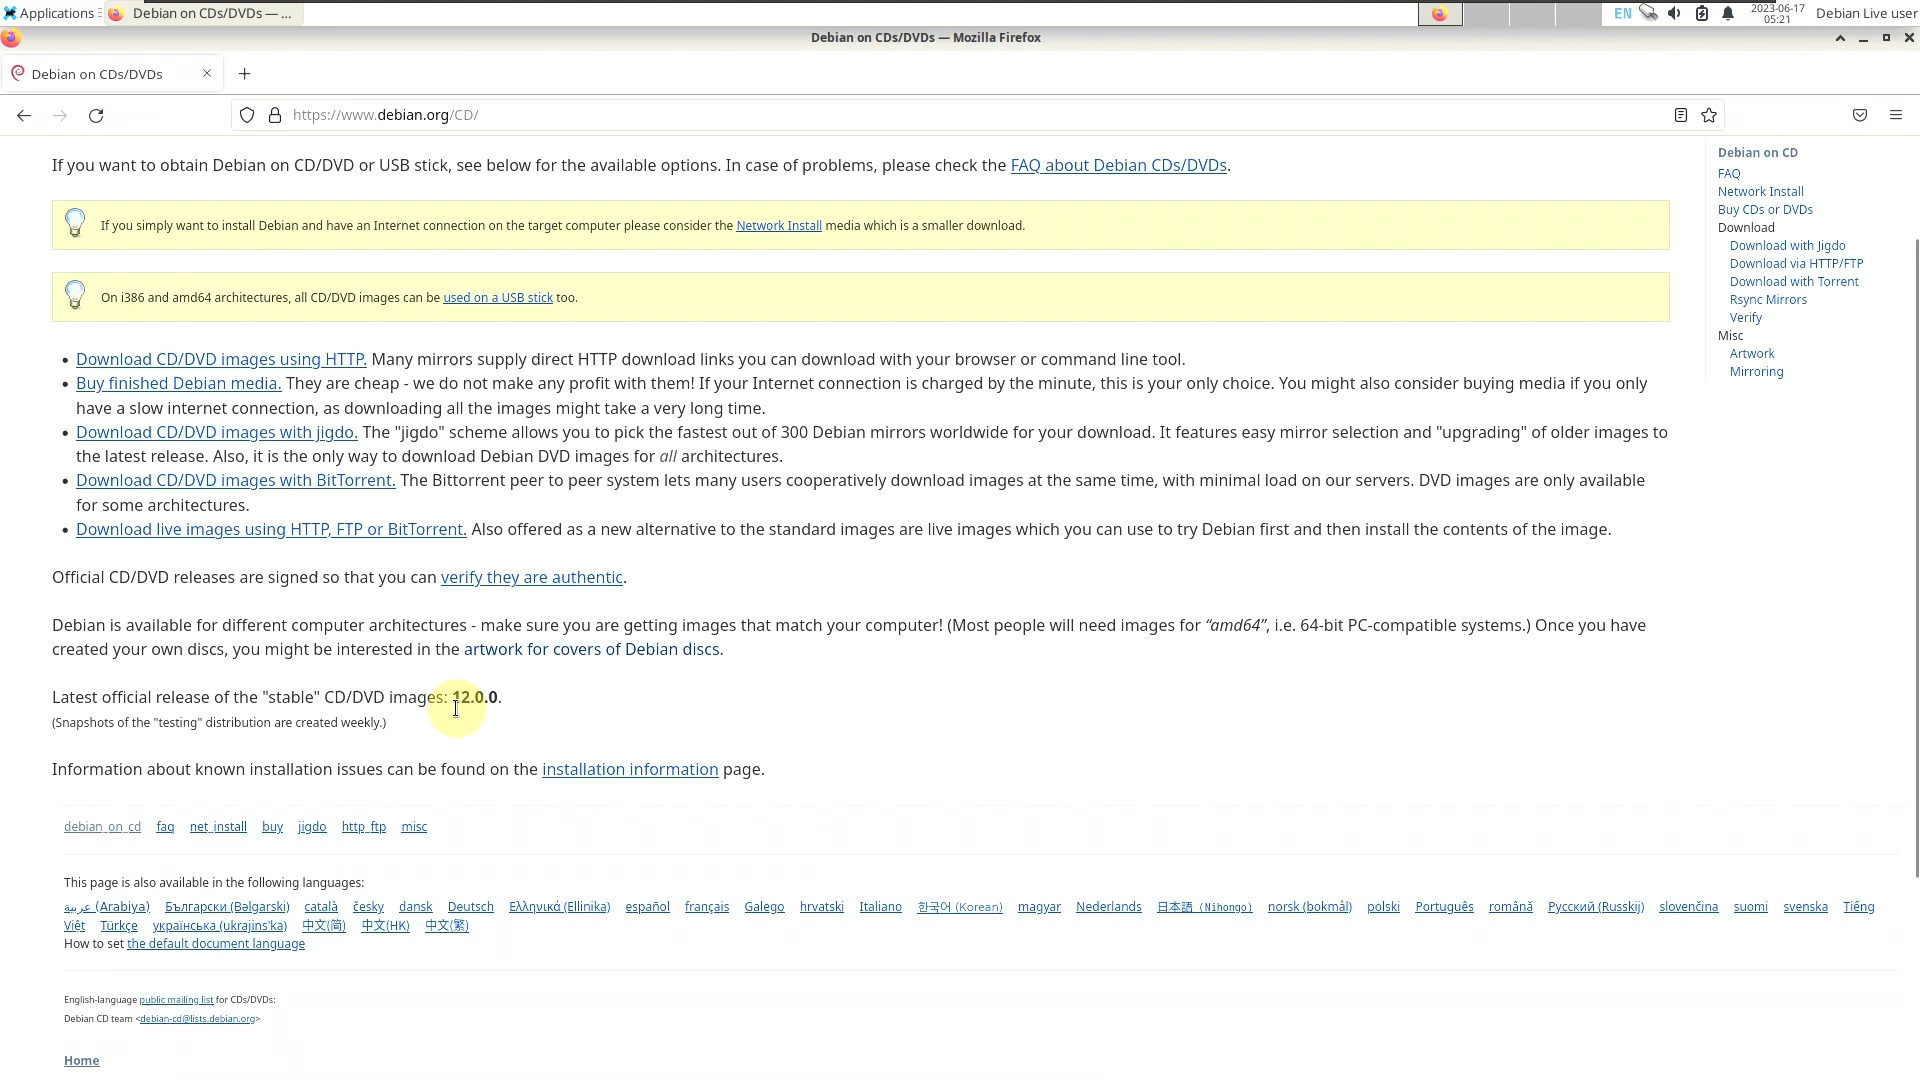 Applications
Debian on CDs/DVDs — ...
EN
2023-06-17
05:21
Debian Live user
Debian on CDs/DVDs — Mozilla Firefox
Debian on CDs/DVDs
https://www.debian.org/CD/
If you want to obtain Debian on CD/DVD or USB stick, see below for the available options. In case of problems, please check the FAQ about Debian CDs/DVDs.
If you simply want to install Debian and have an Internet connection on the target computer please consider the Network Install media which is a smaller download.
On i386 and amd64 architectures, all CD/DVD images can be used on a USB stick too.
• Download CD/DVD images using HTTP. Many mirrors supply direct HTTP download links you can download with your browser or command line tool.
• Buy finished Debian media. They are cheap - we do not make any profit with them! If your Internet connection is charged by the minute, this is your only choice. You might also consider buying media if you only
have a slow internet connection, as downloading all the images might take a very long time.
• Download CD/DVD images with jigdo. The "jigdo" scheme allows you to pick the fastest out of 300 Debian mirrors worldwide for your download. It features easy mirror selection and "upgrading" of older images to
the latest release. Also, it is the only way to download Debian DVD images for all architectures.
• Download CD/DVD images with BitTorrent. The Bittorrent peer to peer system lets many users cooperatively download images at the same time, with minimal load on our servers. DVD images are only available
for some architectures.
• Download live images using HTTP, FTP or BitTorrent. Also offered as a new alternative to the standard images are live images which you can use to try Debian first and then install the contents of the image.
Official CD/DVD releases are signed so that you can verify they are authentic.
Debian is available for different computer architectures - make sure you are getting images that match your computer! (Most people will need images for “amd64”, i.e. 64-bit PC-compatible systems.) Once you have
created your own discs, you might be interested in the artwork for covers of Debian discs.
Latest official release of the "stable" CD/DVD images: 12.0.0.
(Snapshots of the "testing" distribution are created weekly.)
Information about known installation issues can be found on the installation information page.
Debian on CD
FAQ
Network Install
Buy CDs or DVDs
Download
Download with Jigdo
Download via HTTP/FTP
Download with Torrent
Rsync Mirrors
Verify
Misc
Artwork
Mirroring
debian_on_cd faq net_install buy jigdo http_ftp misc
This page is also available in the following languages:
عربية (Arabiya) Български (Bəlgarski) català česky dansk Deutsch Ελληνικά (Ellinika) español français Galego hrvatski Italiano 한국어 (Korean) magyar Nederlands 日本語 (Nihongo) norsk (bokmål) polski Português română Русский (Russkij) slovenčina suomi svenska Tiếng
Việt Türkçe українська (ukrajins'ka) 中文(简) 中文(HK) 中文(繁)
How to set the default document language
English-language public mailing list for CDs/DVDs:
Debian CD team <debian-cd@lists.debian.org>
Home